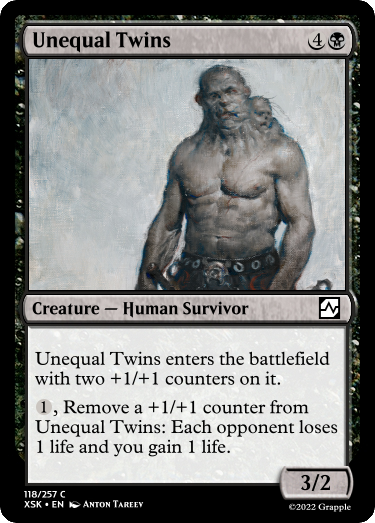 Unequal Twins 4
Creature — Human Survivor
Unequal Twins enters the battlefield
with two +1/+1 counters on it.
1, Remove a +1/+1 counter from
Unequal Twins: Each opponent loses
1 life and you gain 1 life.
3/2
118/257 C
XSK • EN Anton Tareev
©2022 Grapple